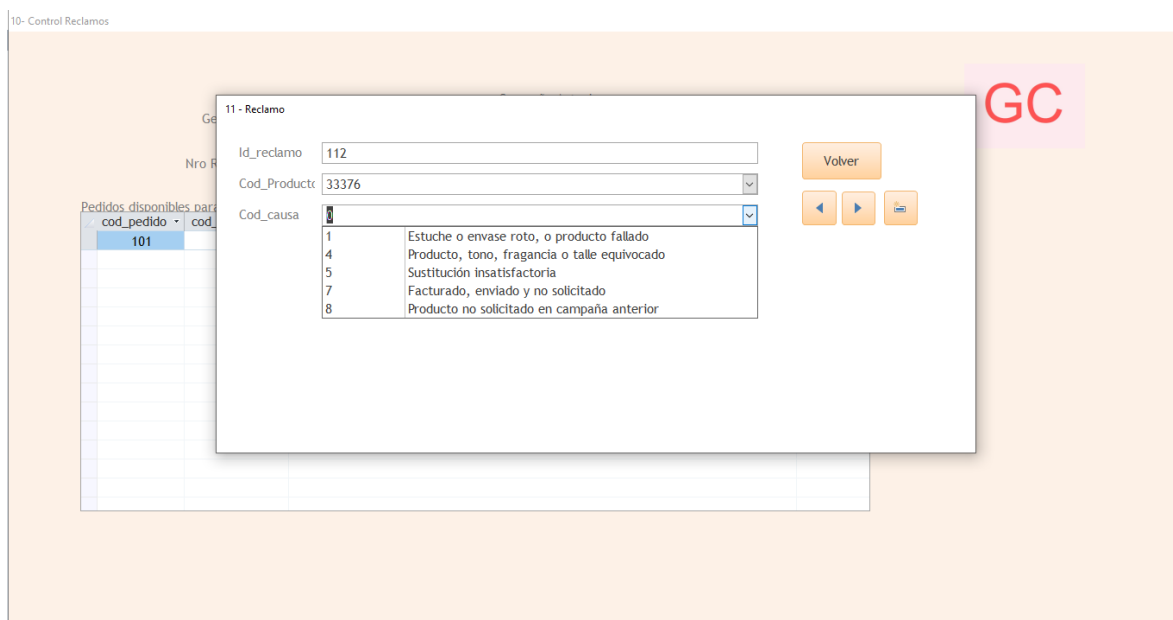 10- Control Reclamos
GC
11 - Reclamo
Ge
Id_reclamo 112
Volver
Nro R
Cod_Producto 33376
Pedidos disponibles para
Cod_causa 0
cod_pedido cod_
1 Estuche o envase roto, o producto fallado
101
4 Producto, tono, fragancia o talle equivocado
5 Sustitución insatisfactoria
7 Facturado, enviado y no solicitado
8 Producto no solicitado en campaña anterior